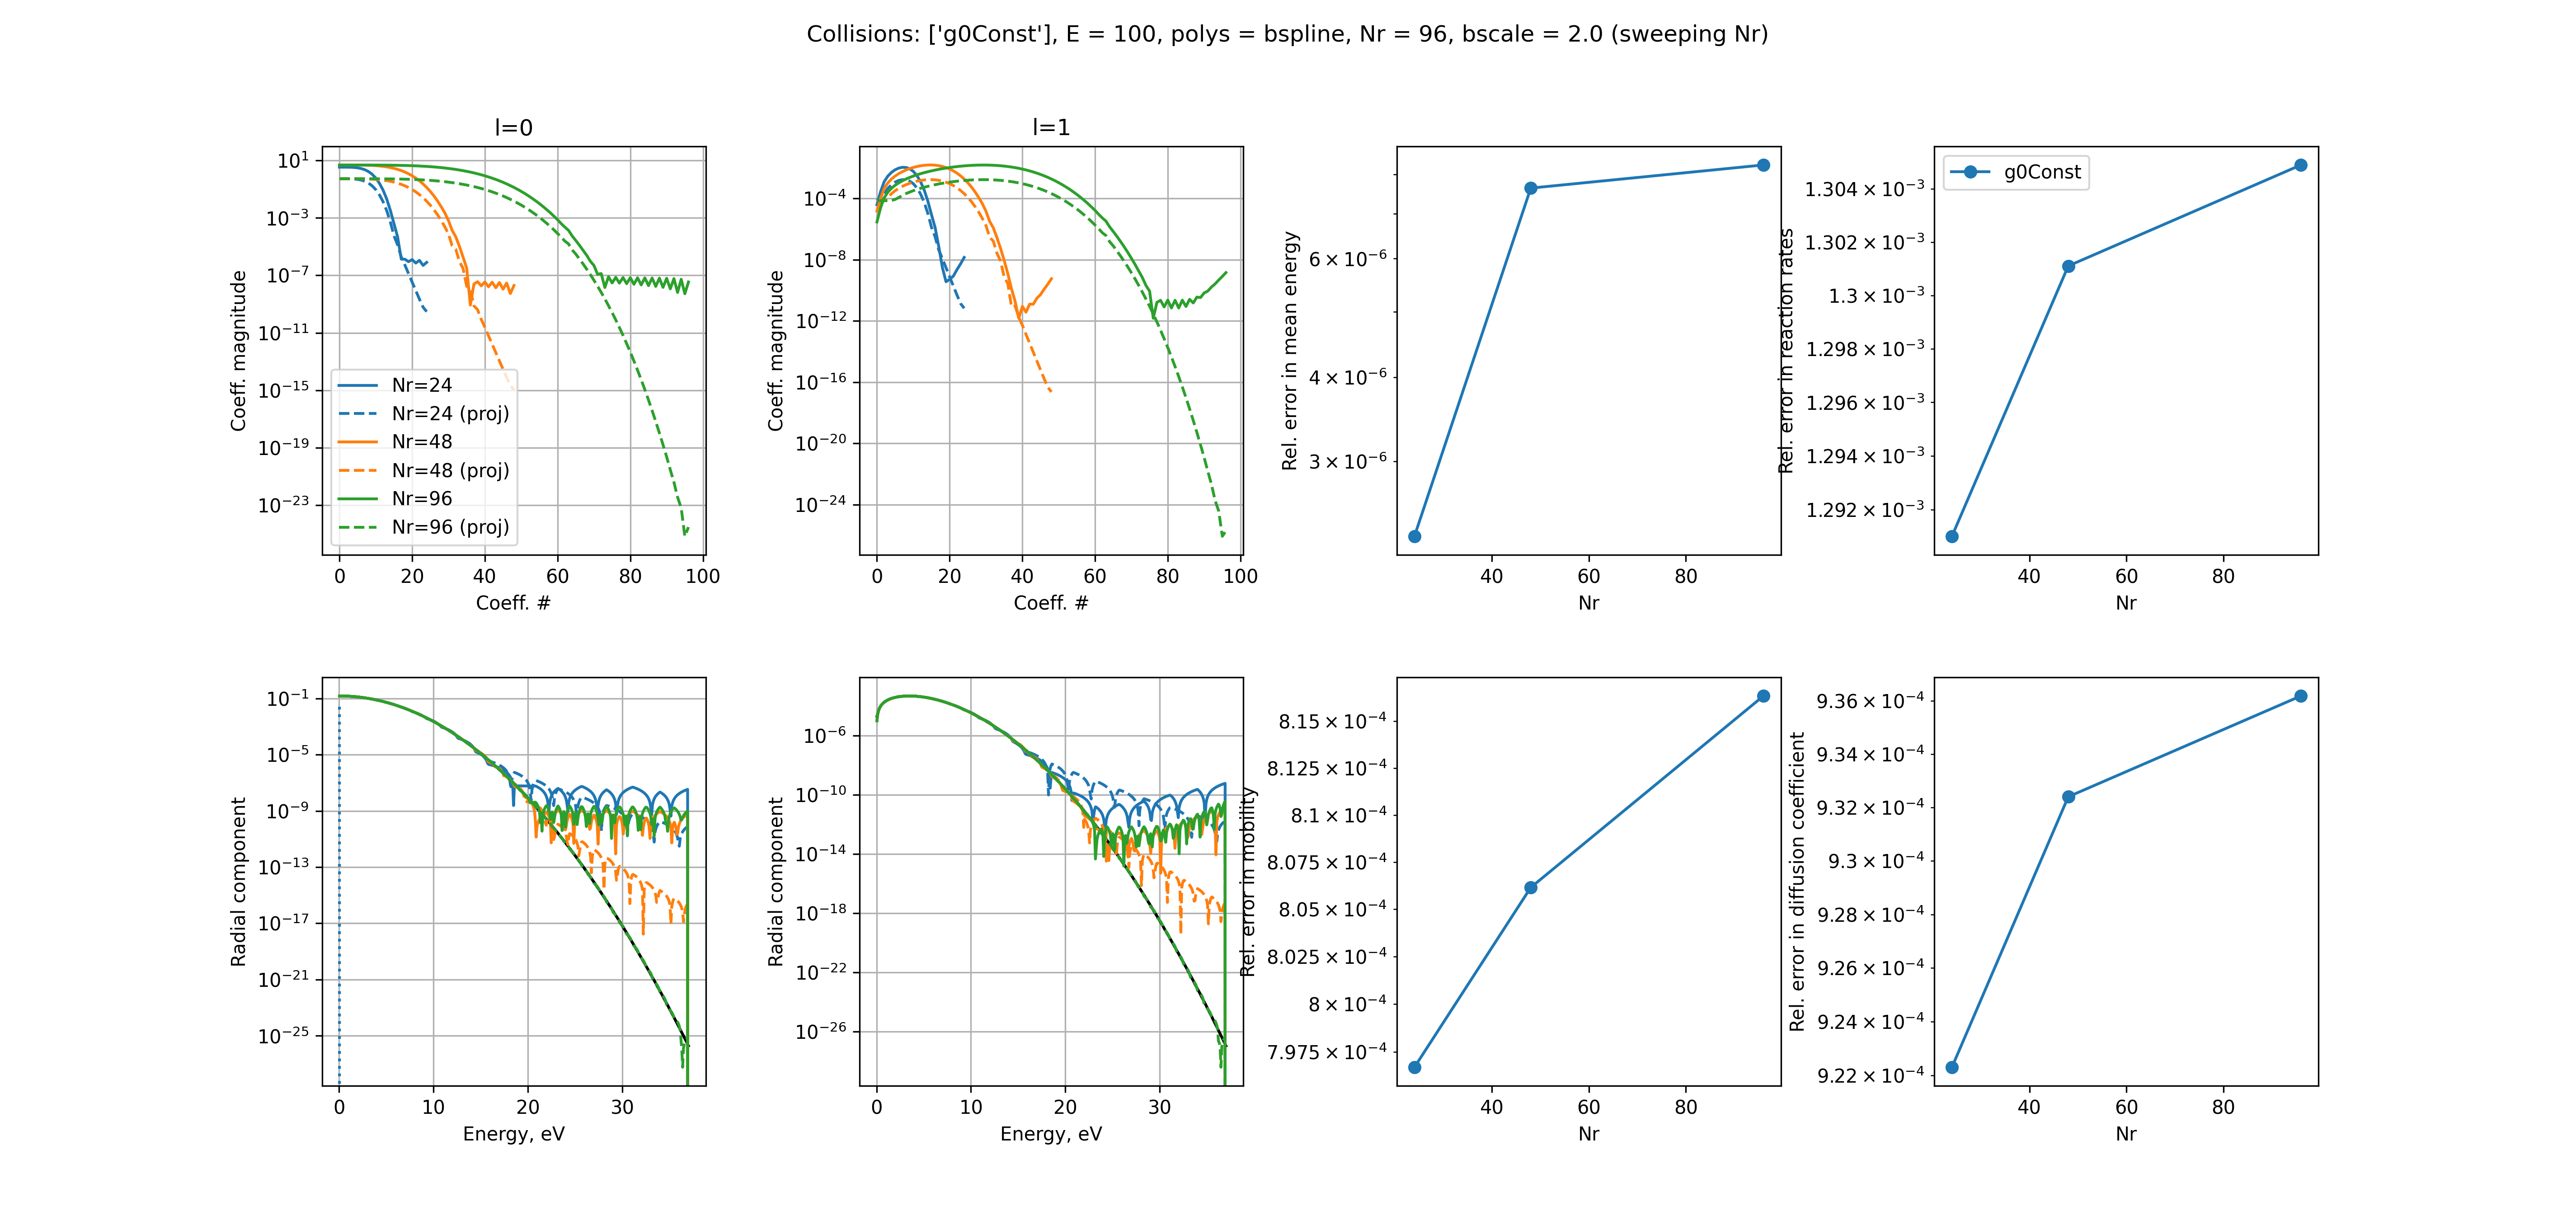 Collisions: ['g0Const'], E = 100, polys = bspline, Nr = 96, bscale = 2.0 (sweeping Nr)
l=0
Coeff. magnitude
10¹
10⁻³
10⁻⁷
10⁻¹¹
10⁻¹⁵
10⁻¹⁹
10⁻²³
Nr=24
Nr=24 (proj)
Nr=48
Nr=48 (proj)
Nr=96
Nr=96 (proj)
0 20 40 60 80 100
Coeff. #
l=1
Coeff. magnitude
10⁻⁴
10⁻⁸
10⁻¹²
10⁻¹⁶
10⁻²⁰
10⁻²⁴
0 20 40 60 80 100
Coeff. #
Rel. error in mean energy
6 × 10⁻⁶
4 × 10⁻⁶
3 × 10⁻⁶
40 60 80
Nr
Rel. error in reaction rates
1.304 × 10⁻³
1.302 × 10⁻³
1.3 × 10⁻³
1.298 × 10⁻³
1.296 × 10⁻³
1.294 × 10⁻³
1.292 × 10⁻³
g0Const
40 60 80
Nr
Radial component
10⁻¹
10⁻⁵
10⁻⁹
10⁻¹³
10⁻¹⁷
10⁻²¹
10⁻²⁵
0 10 20 30
Energy, eV
Radial component
10⁻⁶
10⁻¹⁰
10⁻¹⁴
10⁻¹⁸
10⁻²²
10⁻²⁶
0 10 20 30
Energy, eV
Rel. error in mobility
8.15 × 10⁻⁴
8.125 × 10⁻⁴
8.1 × 10⁻⁴
8.075 × 10⁻⁴
8.05 × 10⁻⁴
8.025 × 10⁻⁴
8 × 10⁻⁴
7.975 × 10⁻⁴
40 60 80
Nr
Rel. error in diffusion coefficient
9.36 × 10⁻⁴
9.34 × 10⁻⁴
9.32 × 10⁻⁴
9.3 × 10⁻⁴
9.28 × 10⁻⁴
9.26 × 10⁻⁴
9.24 × 10⁻⁴
9.22 × 10⁻⁴
40 60 80
Nr